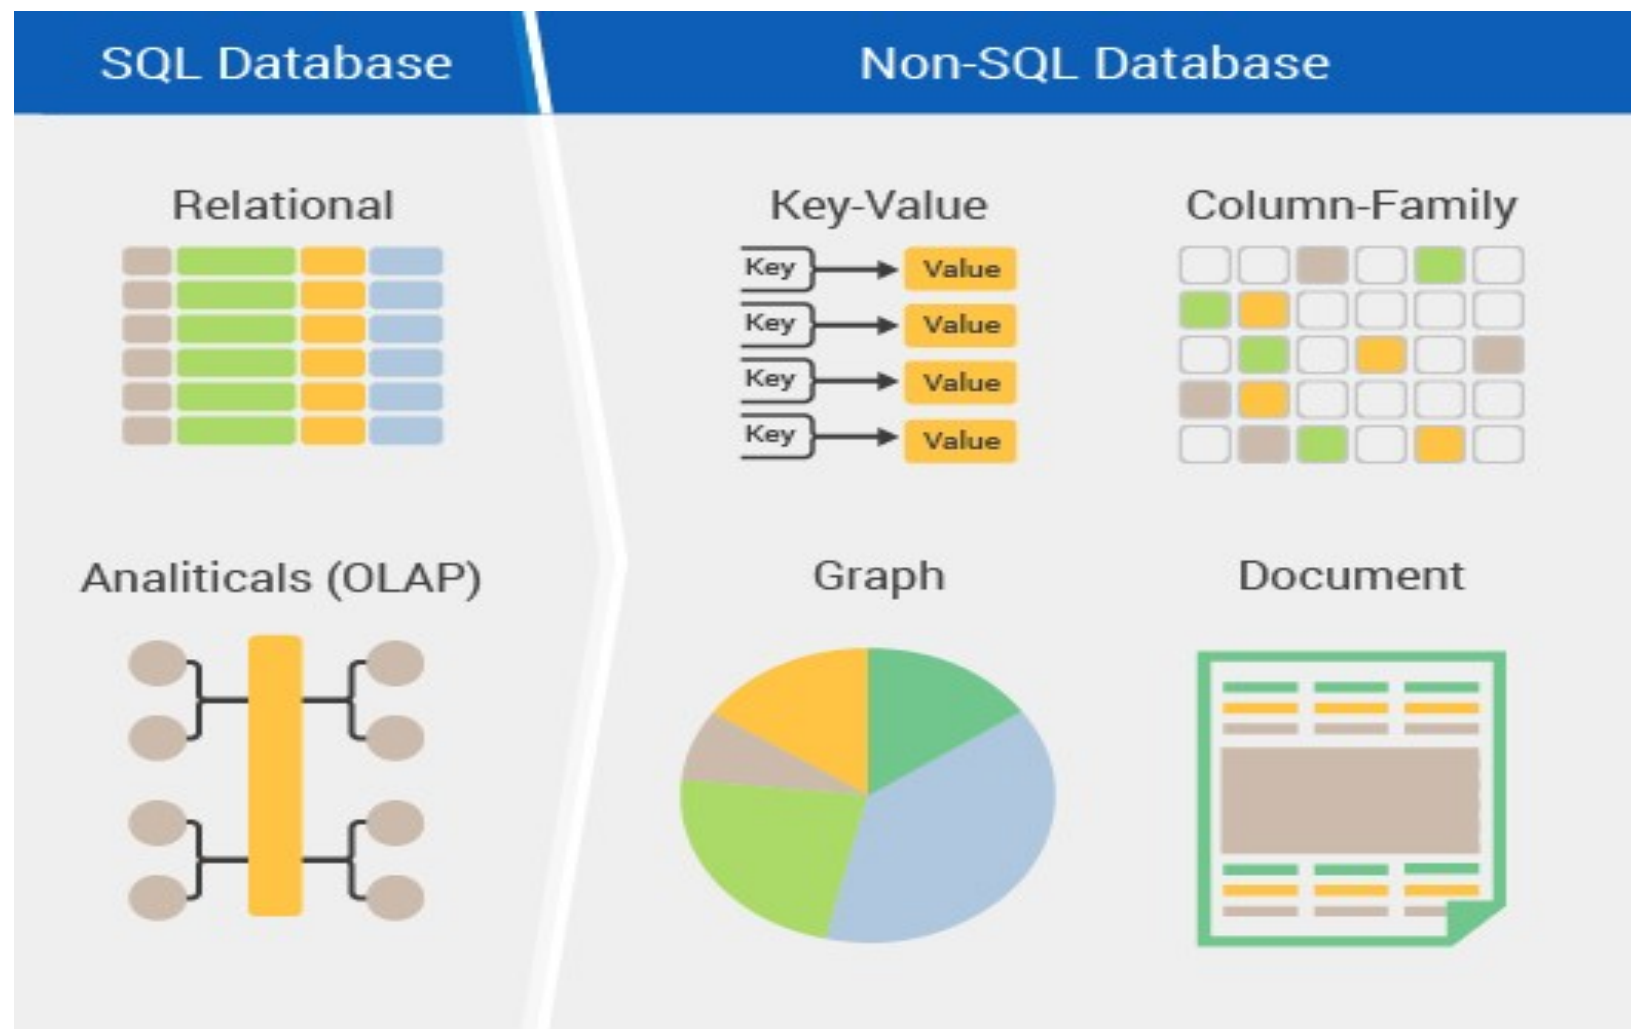 SQL Database
Non-SQL Database
Relational
Key-Value
Column-Family
Key
Value
Key
Value
Key
Value
Key
Value
Analiticals (OLAP)
Graph
Document